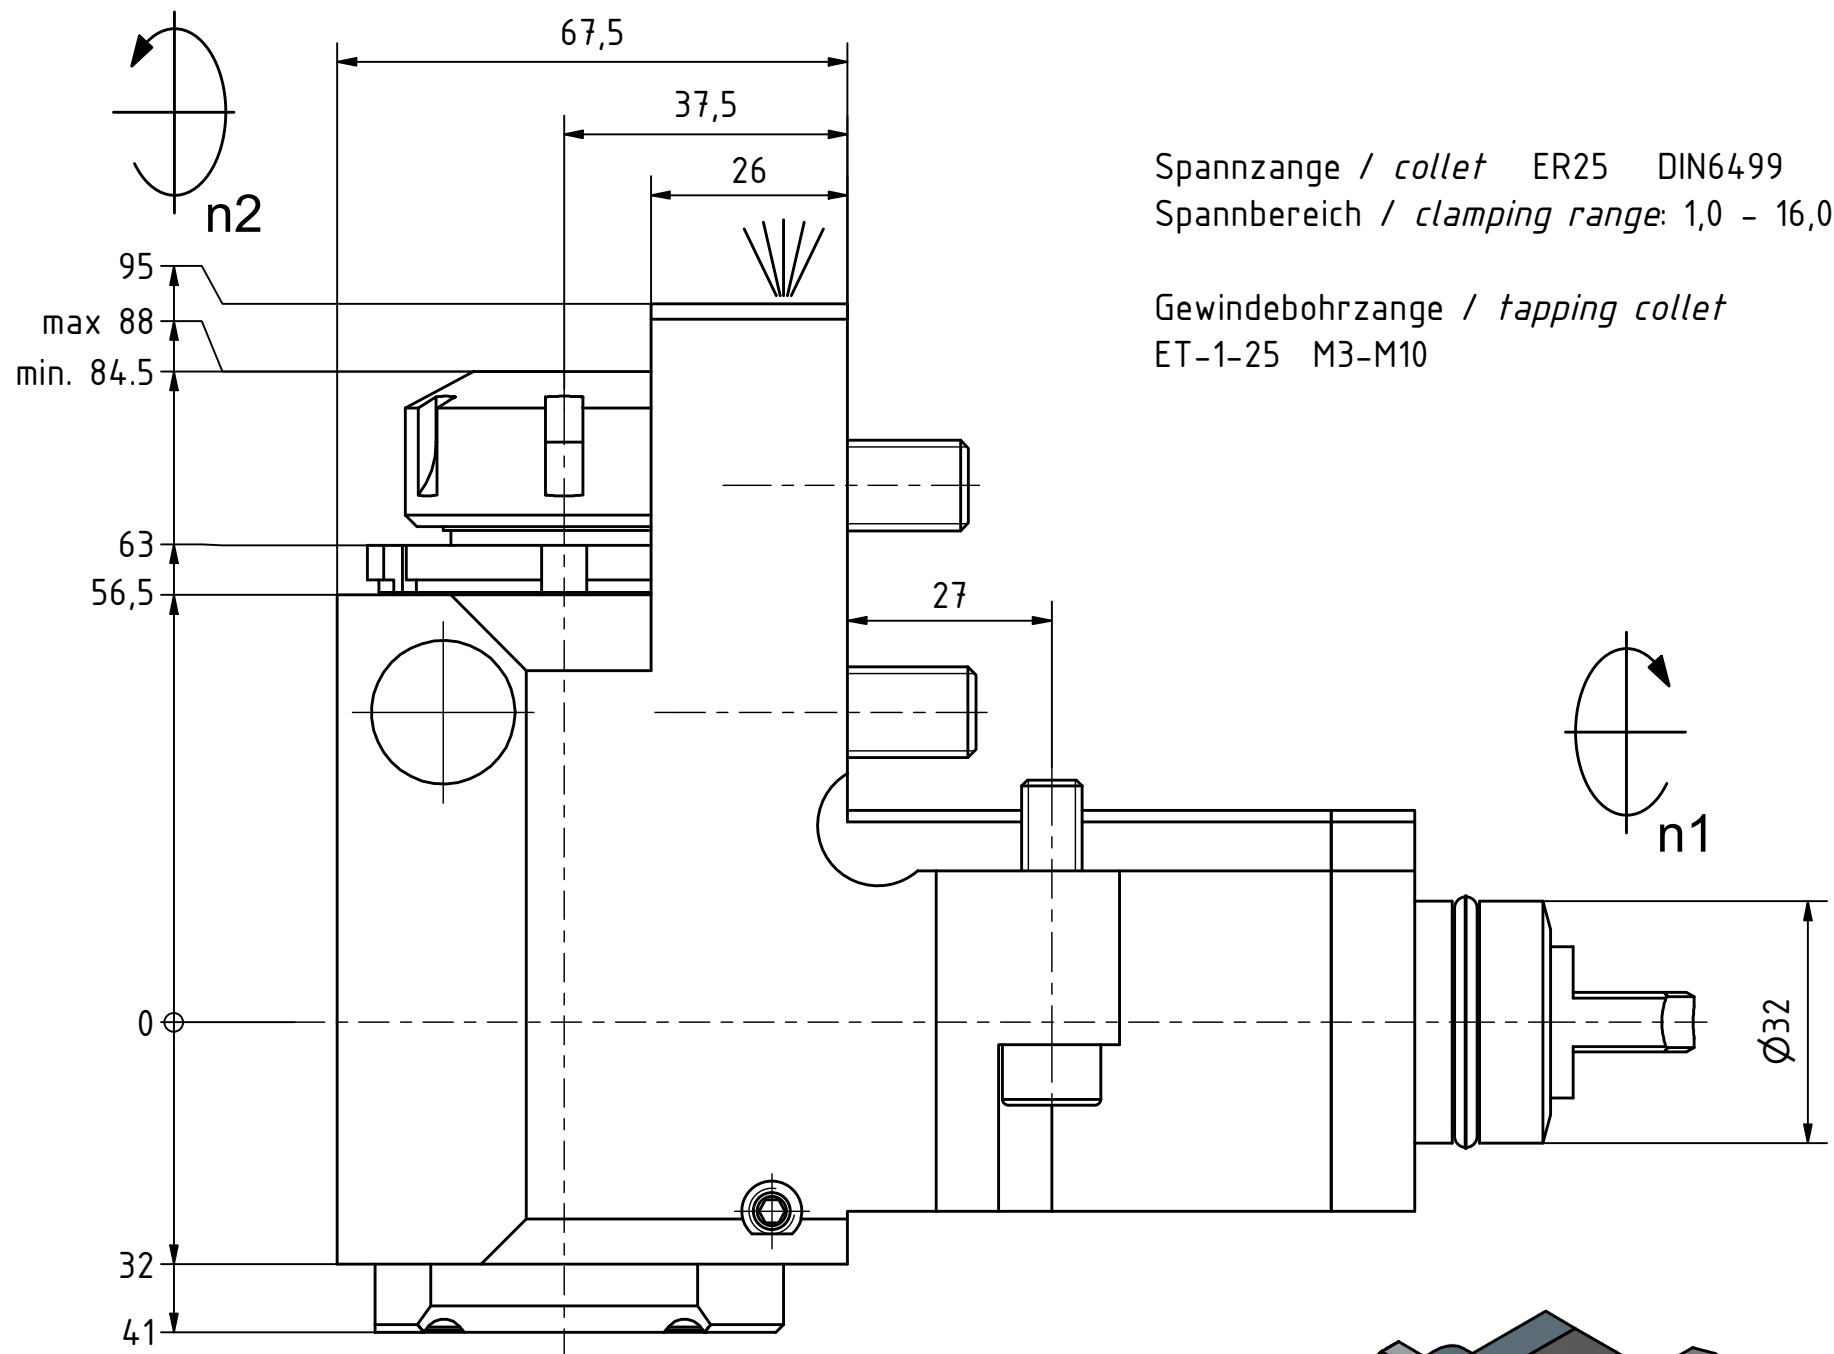 67,5
37,5
26
Spannzange / collet ER25 DIN6499
Spannbereich / clamping range: 1,0 - 16,0
n2
95
max 88
min. 84.5
Gewindebohrzange / tapping collet
ET-1-25 M3-M10
63
56,5
27
n1
0
Ø32
32
41